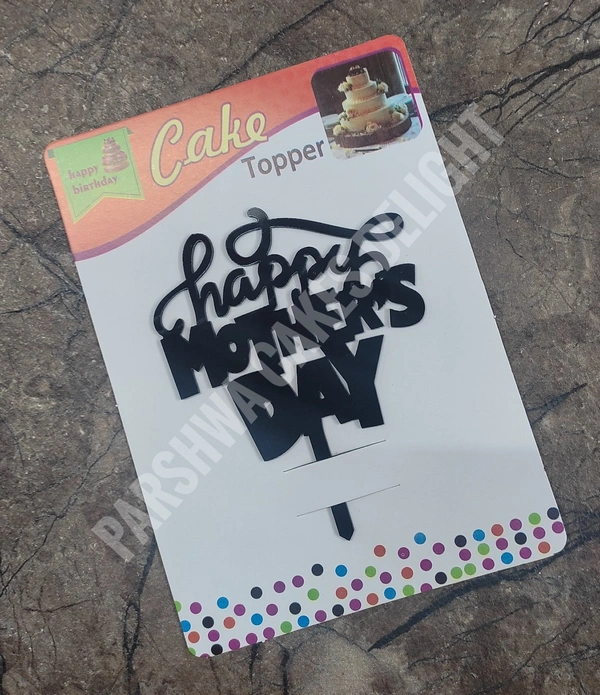 happy
birthday
Cake
Topper
happy
MOTHER'S
DAY
PARSHWA CAKES DELIGHT